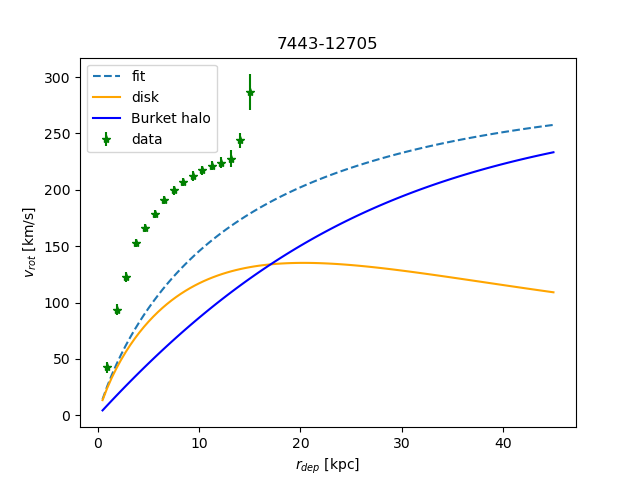 7443-12705
fit
disk
Burket halo
data
300
250
200
150
100
50
0
v_rot [km/s]
0 10 20 30 40
r_dep [kpc]